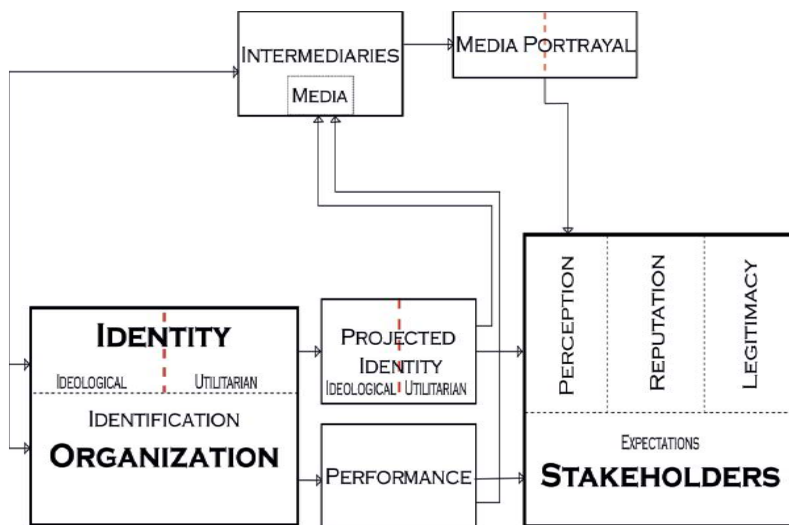 INTERMEDIARIES
MEDIA
MEDIA PORTRAYAL
IDENTITY
IDEOLOGICAL UTILITARIAN
IDENTIFICATION
ORGANIZATION
PROJECTED
IDENTITY
IDEOLOGICAL UTILITARIAN
PERFORMANCE
PERCEPTION
REPUTATION
LEGITIMACY
EXPECTATIONS
STAKEHOLDERS